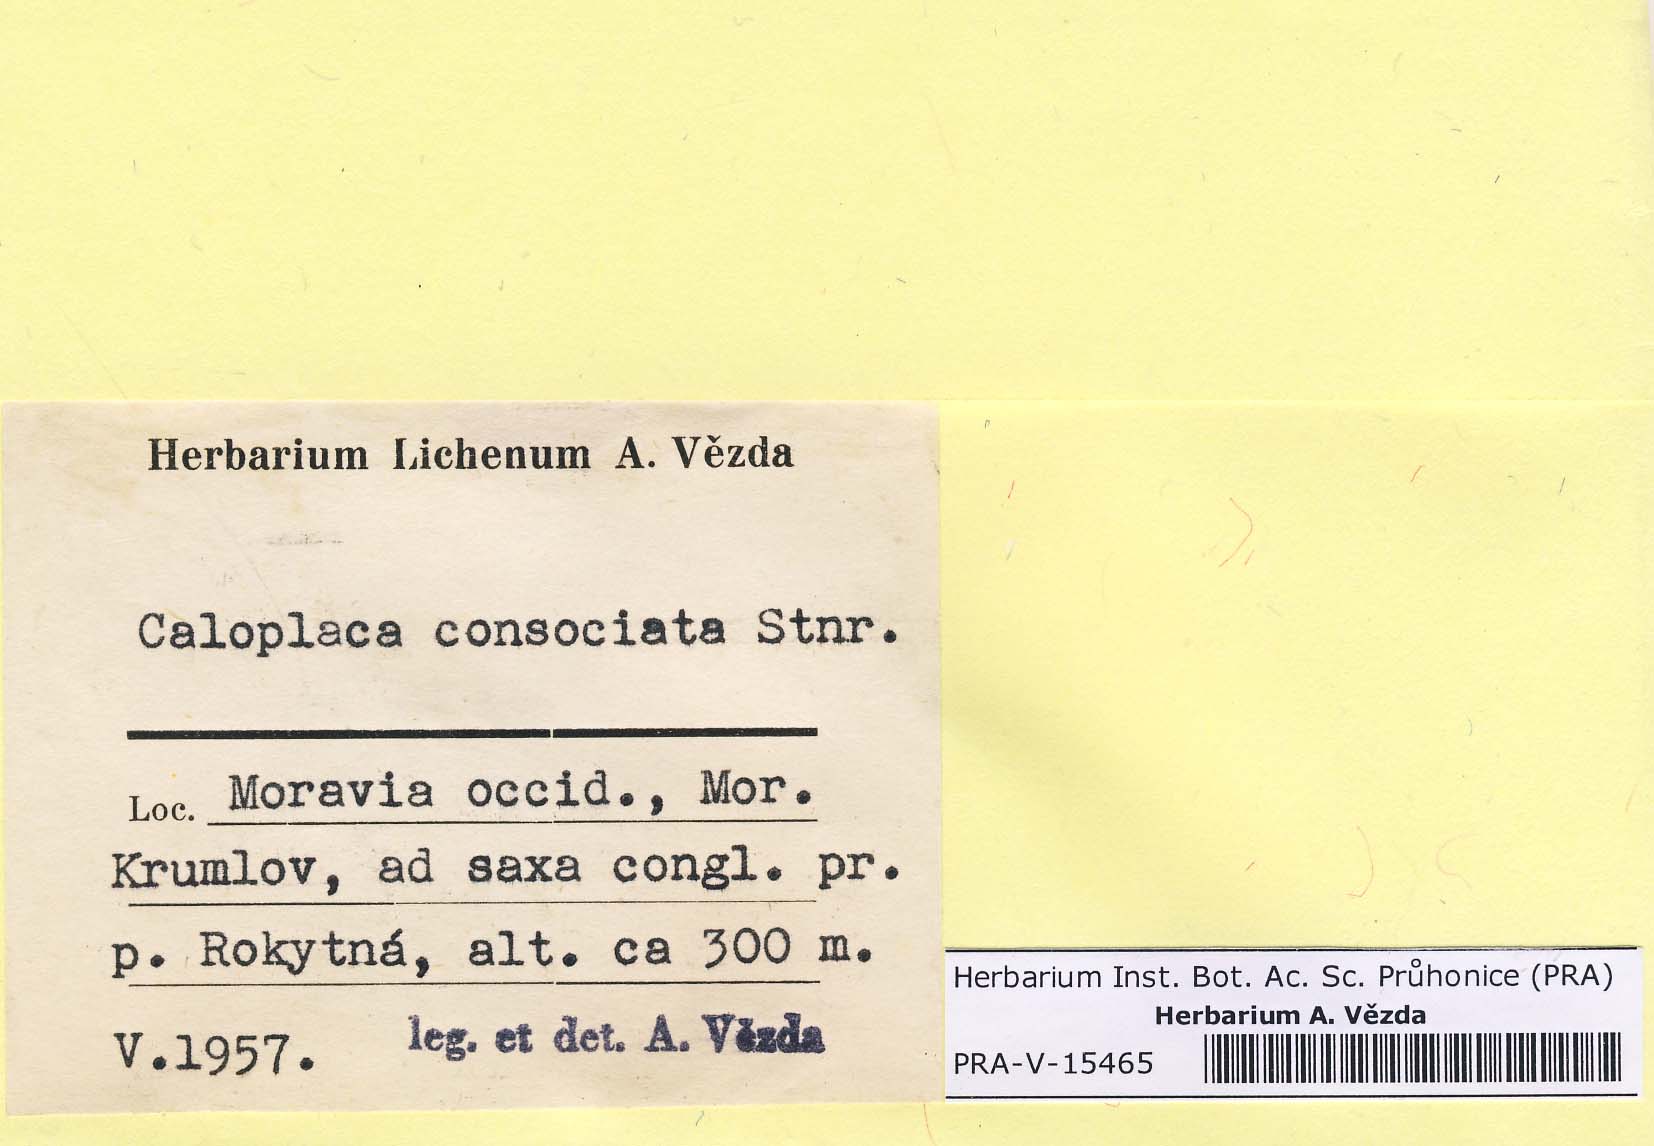 Herbarium Lichenum A. Vězda
Caloplaca consociata Stnr.
Loc. Moravia occid., Mor.
Krumlov, ad saxa congl. pr.
p. Rokytná, alt. ca 300 m.
V.1957. leg. et det. A. Vězda
Herbarium Inst. Bot. Ac. Sc. Průhonice (PRA)
Herbarium A. Vězda
PRA-V-15465